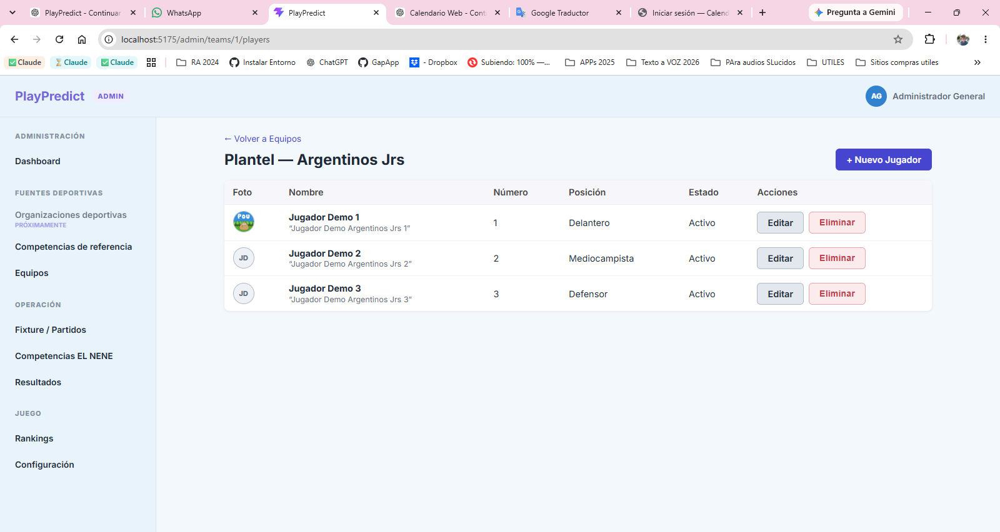 PlayPredict - Continuar
WhatsApp
PlayPredict
Calendario Web - Conti
Google Traductor
Iniciar sesión — Calend
Pregunta a Gemini
localhost:5175/admin/teams/1/players
Claude
Claude
Claude
RA 2024
Instalar Entorno
ChatGPT
GapApp
- Dropbox
Subiendo: 100% —...
APPs 2025
Texto a VOZ 2026
PAra audios SLucidos
UTILES
Sitios compras utiles
PlayPredict ADMIN
AG Administrador General
ADMINISTRACIÓN
Dashboard
FUENTES DEPORTIVAS
Organizaciones deportivas
PRÓXIMAMENTE
Competencias de referencia
Equipos
OPERACIÓN
Fixture / Partidos
Competencias EL NENE
Resultados
JUEGO
Rankings
Configuración
← Volver a Equipos
Plantel — Argentinos Jrs
+ Nuevo Jugador
Foto Nombre Número Posición Estado Acciones
POU
Jugador Demo 1
“Jugador Demo Argentinos Jrs 1”
1 Delantero Activo Editar Eliminar
JD
Jugador Demo 2
“Jugador Demo Argentinos Jrs 2”
2 Mediocampista Activo Editar Eliminar
JD
Jugador Demo 3
“Jugador Demo Argentinos Jrs 3”
3 Defensor Activo Editar Eliminar